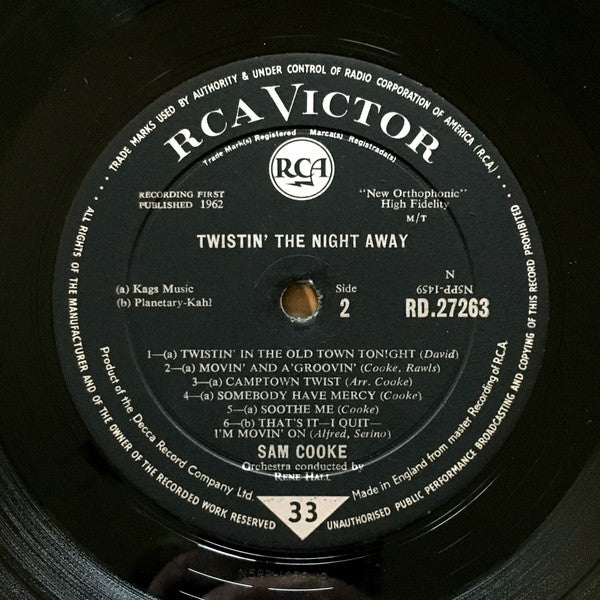 TRADE MARKS USED BY AUTHORITY & UNDER CONTROL OF RADIO CORPORATION OF AMERICA (R.C.A.)
RCA VICTOR
Trade Mark(s) Registered Marca(s) Registrada(s)
RCA
RECORDING FIRST
PUBLISHED 1962
"New Orthophonic"
High Fidelity
M/T
TWISTIN' THE NIGHT AWAY
(a) Kags Music
(b) Planetary-Kahl
Side
2
N
N5PP-1459
RD.27263
1—(a) TWISTIN' IN THE OLD TOWN TONIGHT (David)
2—(a) MOVIN' AND A'GROOVIN' (Cooke, Rawls)
3—(a) CAMPTOWN TWIST (Arr. Cooke)
4—(a) SOMEBODY HAVE MERCY (Cooke)
5—(a) SOOTHE ME (Cooke)
6—(b) THAT'S IT—I QUIT—
I'M MOVIN' ON (Alfred, Serino)
SAM COOKE
Orchestra conducted by
RENE HALL
Product of the Decca Record Company Ltd.
Made in England from master Recording of R.C.A.
33
ALL RIGHTS OF THE MANUFACTURER AND OF THE OWNER OF THE RECORDED WORK RESERVED
UNAUTHORISED PUBLIC PERFORMANCE BROADCASTING AND COPYING OF THIS RECORD PROHIBITED